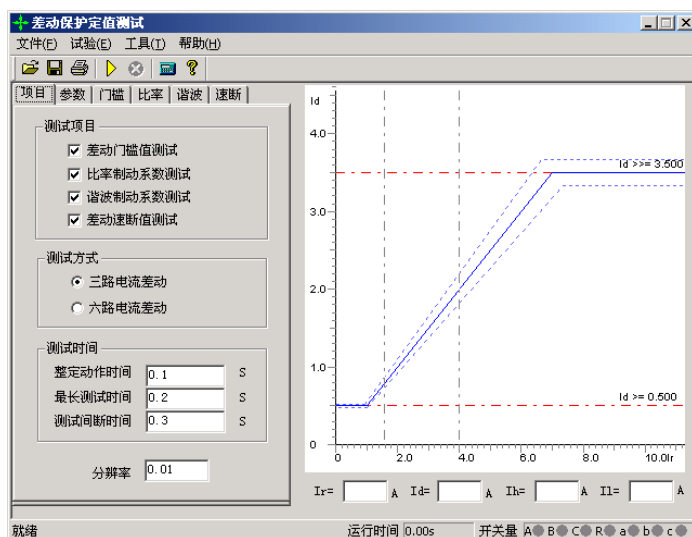 差动保护定值测试
文件(F) 试验(E) 工具(T) 帮助(H)
项目 参数 门槛 比率 谐波 速断
测试项目
差动门槛值测试
比率制动系数测试
谐波制动系数测试
差动速断值测试
测试方式
三路电流差动
六路电流差动
测试时间
整定动作时间 0.1 S
最长测试时间 0.2 S
测试间断时间 0.3 S
分辨率 0.01
Id
4.0
Id >>= 3.500
3.0
2.0
1.0
Id >= 0.500
0
0 2.0 4.0 6.0 8.0 10.0Ir
Ir= A Id= A Ih= A Il= A
就绪 运行时间 0.00s 开关量 A B C R a b c